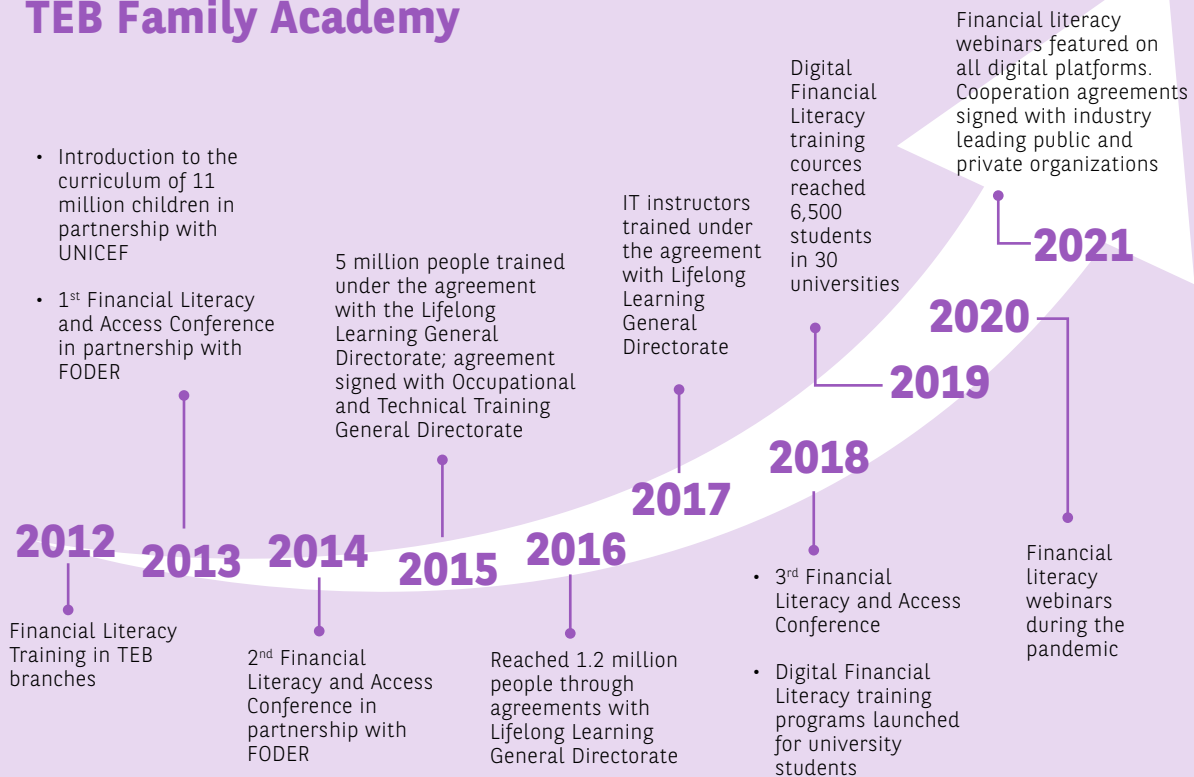 TEB Family Academy
2012
Financial Literacy
Training in TEB
branches
• Introduction to the
curriculum of 11
million children in
partnership with
UNICEF
• 1st Financial Literacy
and Access Conference
in partnership with
FODER
2013
2014
2nd Financial
Literacy and Access
Conference in
partnership with
FODER
5 million people trained
under the agreement
with the Lifelong
Learning General
Directorate; agreement
signed with Occupational
and Technical Training
General Directorate
2015
2016
Reached 1.2 million
people through
agreements with
Lifelong Learning
General Directorate
IT instructors
trained under
the agreement
with Lifelong
Learning
General
Directorate
2017
2018
• 3rd Financial
Literacy and Access
Conference
• Digital Financial
Literacy training
programs launched
for university
students
Digital
Financial
Literacy
training
cources
reached
6,500
students
in 30
universities
2019
2020
Financial
literacy
webinars
during the
pandemic
Financial literacy
webinars featured on
all digital platforms.
Cooperation agreements
signed with industry
leading public and
private organizations
2021